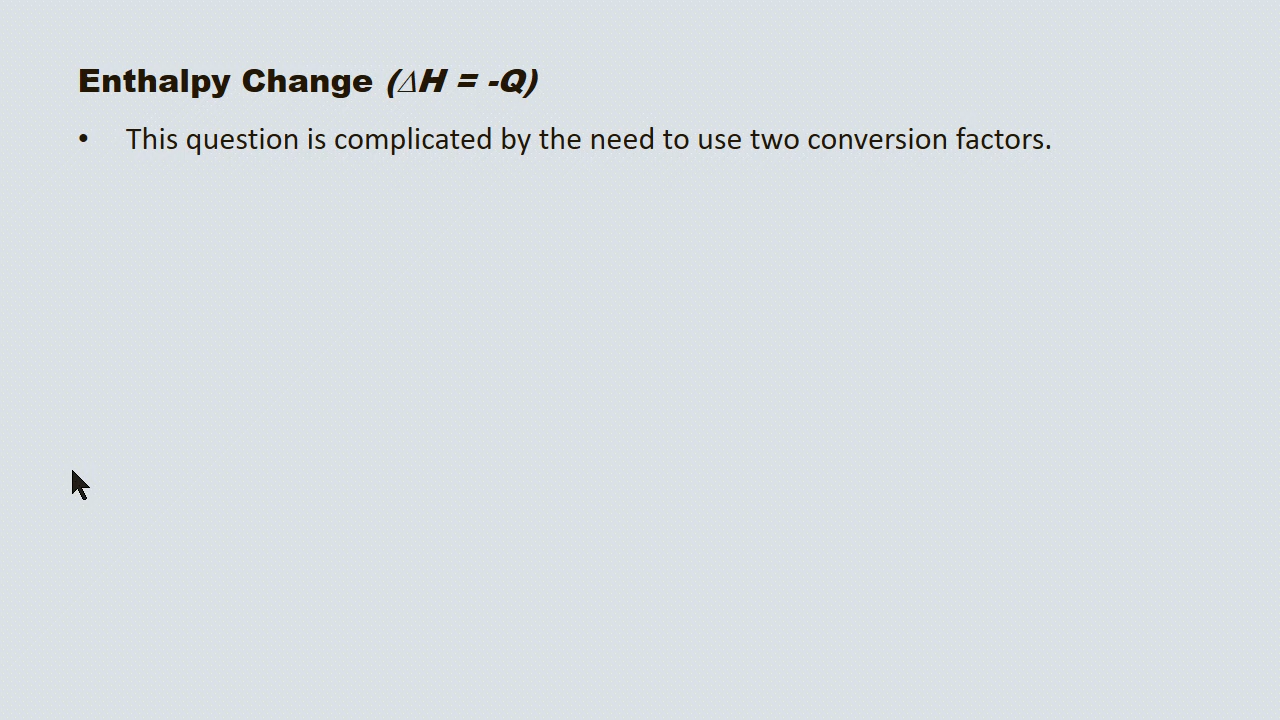 Enthalpy Change (ΔH = -Q)
• This question is complicated by the need to use two conversion factors.